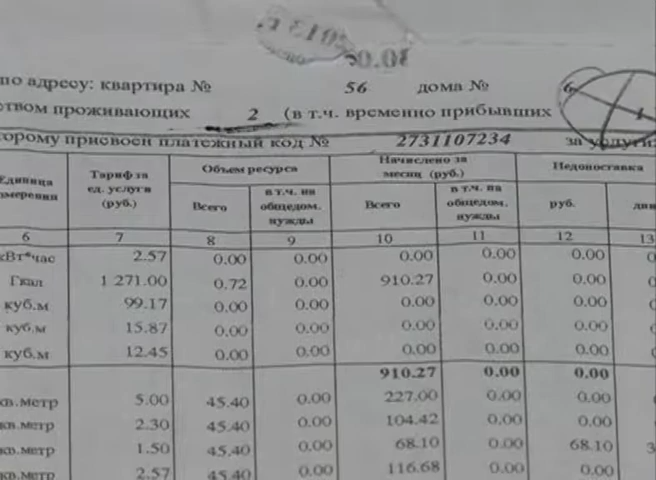 2013 г.
по адресу: квартира № 56 дома № 6
проживающих 2 (в т.ч. временно прибывших 1
присвоен платежный код № 2731107234 за услуги:
Единица Тариф за ед. услуги (руб.) Объем ресурса Начислено за месяц (руб.) Недопоставка
Всего в т.ч. на общедом. нужды Всего в т.ч. на общедом. нужды руб.
6 7 8 9 10 11 12 13
кВт*час 2.57 0.00 0.00 0.00 0.00 0.00
Гкал 1 271.00 0.72 0.00 910.27 0.00 0.00
куб.м 99.17 0.00 0.00 0.00 0.00 0.00
куб.м 15.87 0.00 0.00 0.00 0.00 0.00
куб.м 12.45 0.00 0.00 0.00 0.00 0.00
910.27 0.00 0.00
кв.метр 5.00 45.40 0.00 227.00 0.00 0.00
кв.метр 2.30 45.40 0.00 104.42 0.00 0.00
кв.метр 1.50 45.40 0.00 68.10 0.00 68.10 3
кв.метр 2.57 45.40 0.00 116.68 0.00 0.00